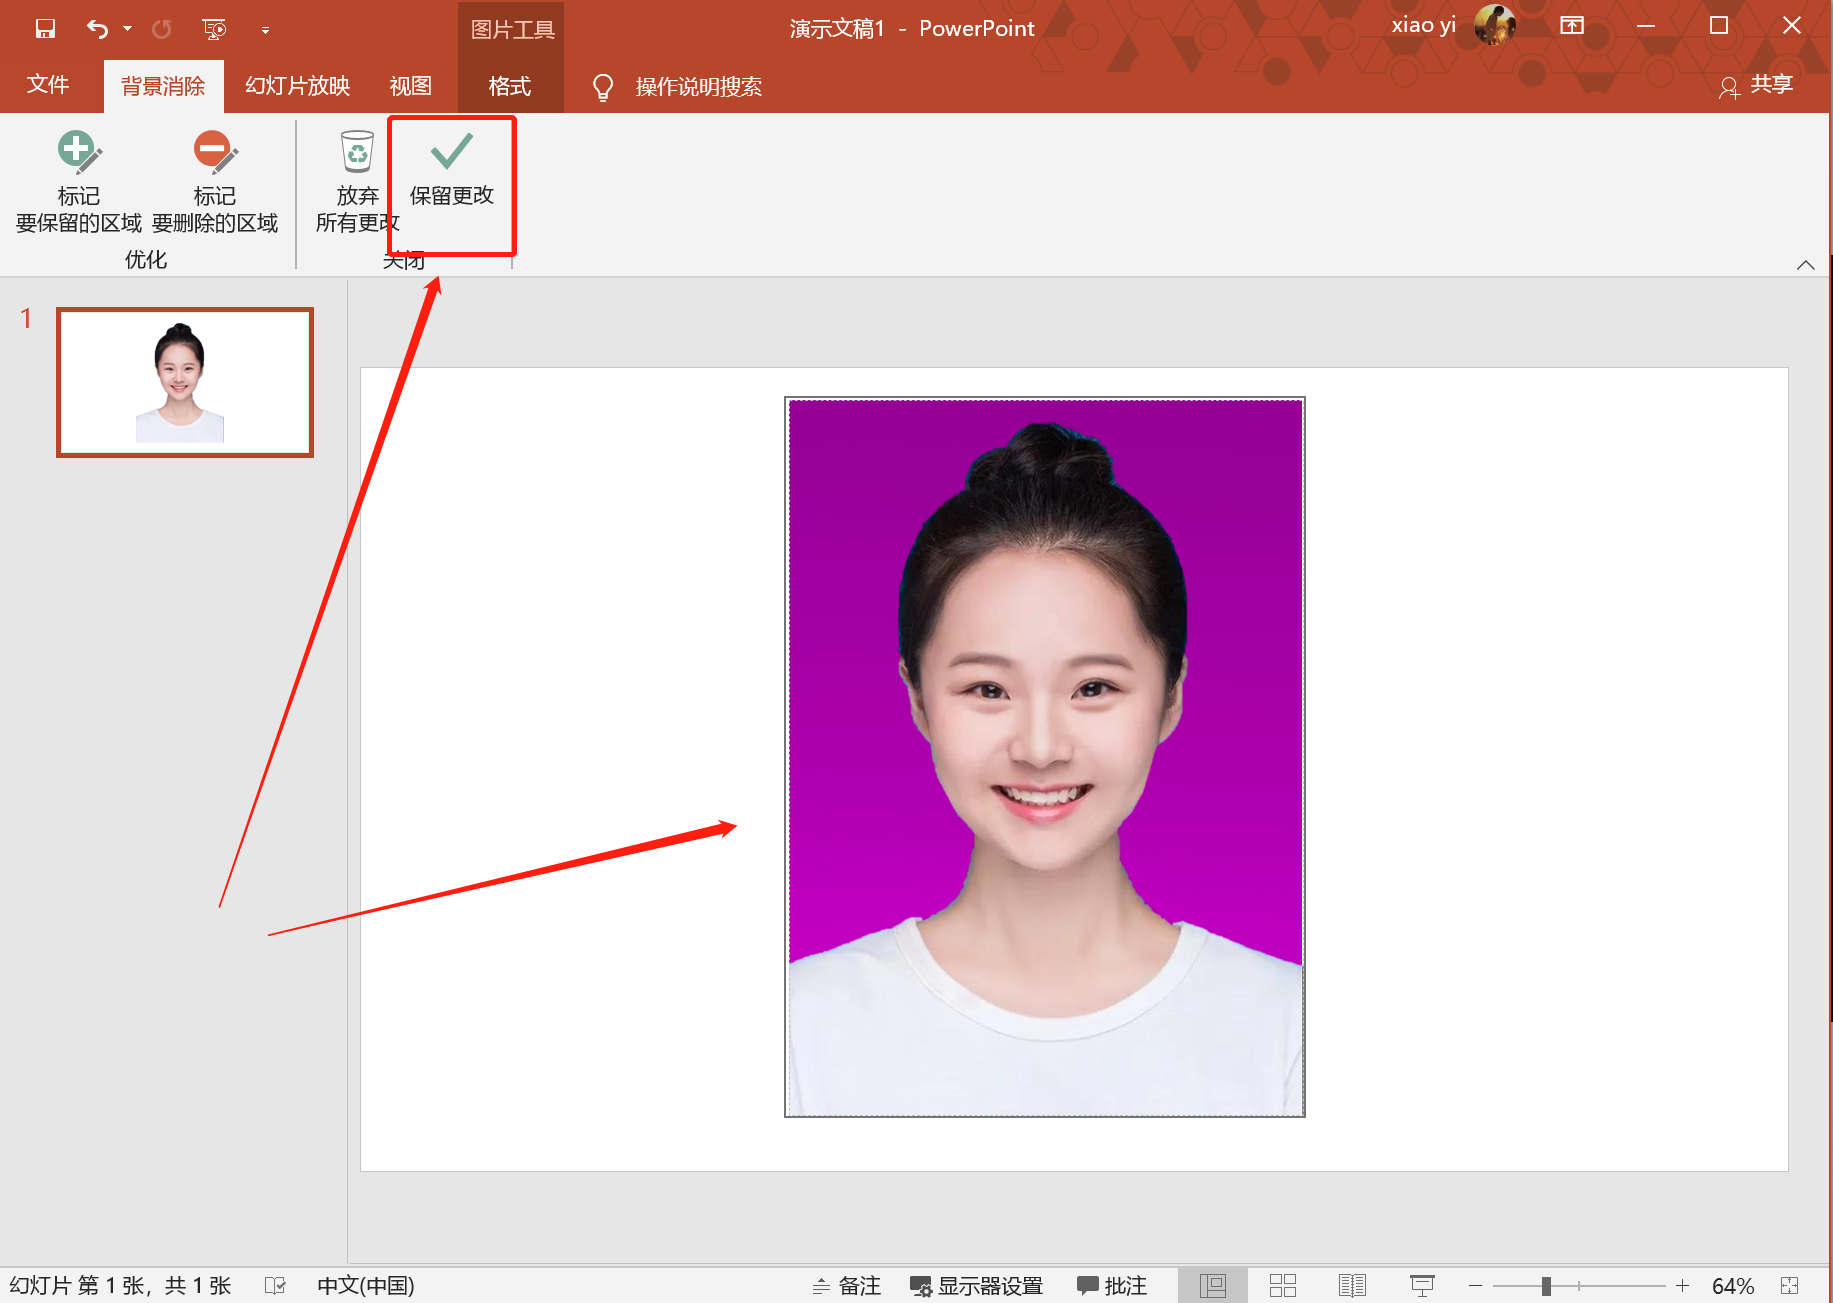 图片工具
演示文稿1 - PowerPoint
xiao yi
文件
背景消除
幻灯片放映
视图
格式
操作说明搜索
共享
标记
要保留的区域
标记
要删除的区域
放弃
所有更改
保留更改
优化
关闭
1
幻灯片 第 1 张，共 1 张
中文(中国)
备注
显示器设置
批注
64%